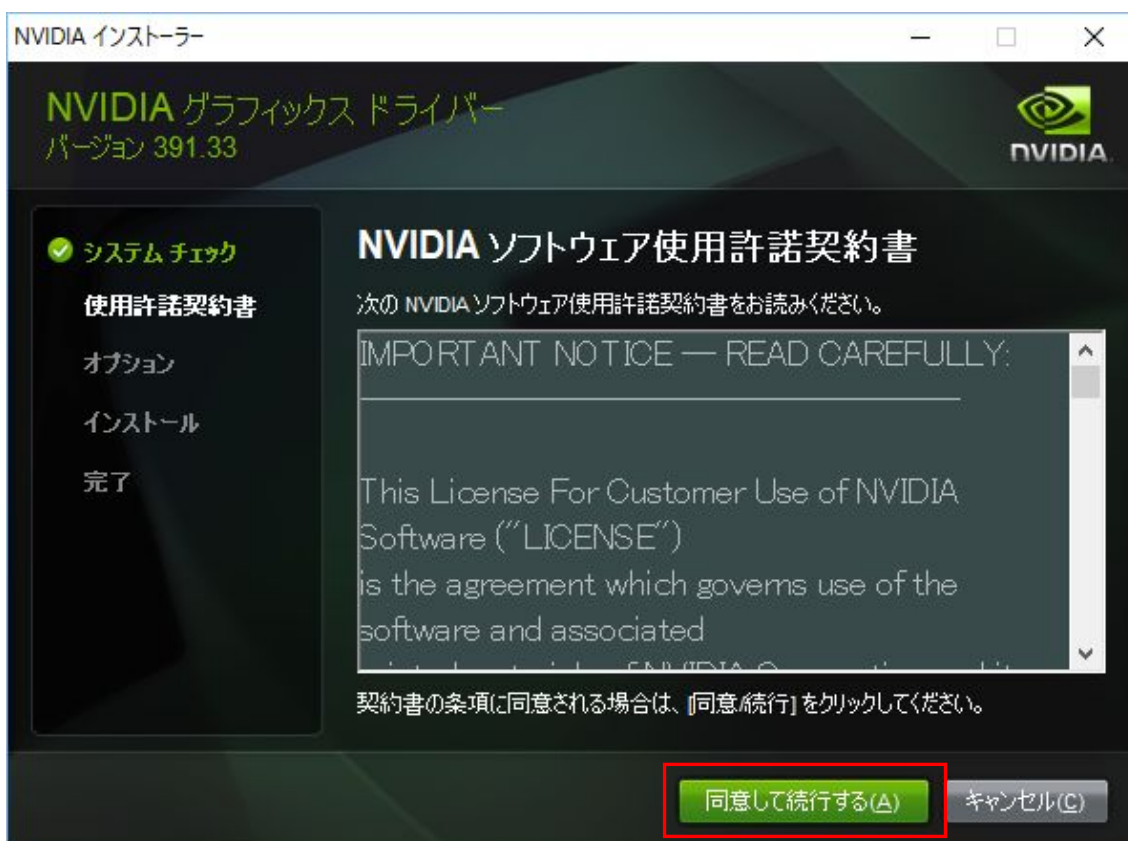 NVIDIA インストーラー
NVIDIA グラフィックス ドライバー
バージョン 391.33
NVIDIA.
システム チェック
使用許諾契約書
オプション
インストール
完了
NVIDIA ソフトウェア使用許諾契約書
次の NVIDIA ソフトウェア使用許諾契約書をお読みください。
IMPORTANT NOTICE — READ CAREFULLY:
This License For Customer Use of NVIDIA
Software ("LICENSE")
is the agreement which governs use of the
software and associated
契約書の条項に同意される場合は、[同意/続行] をクリックしてください。
同意して続行する(A)
キャンセル(C)